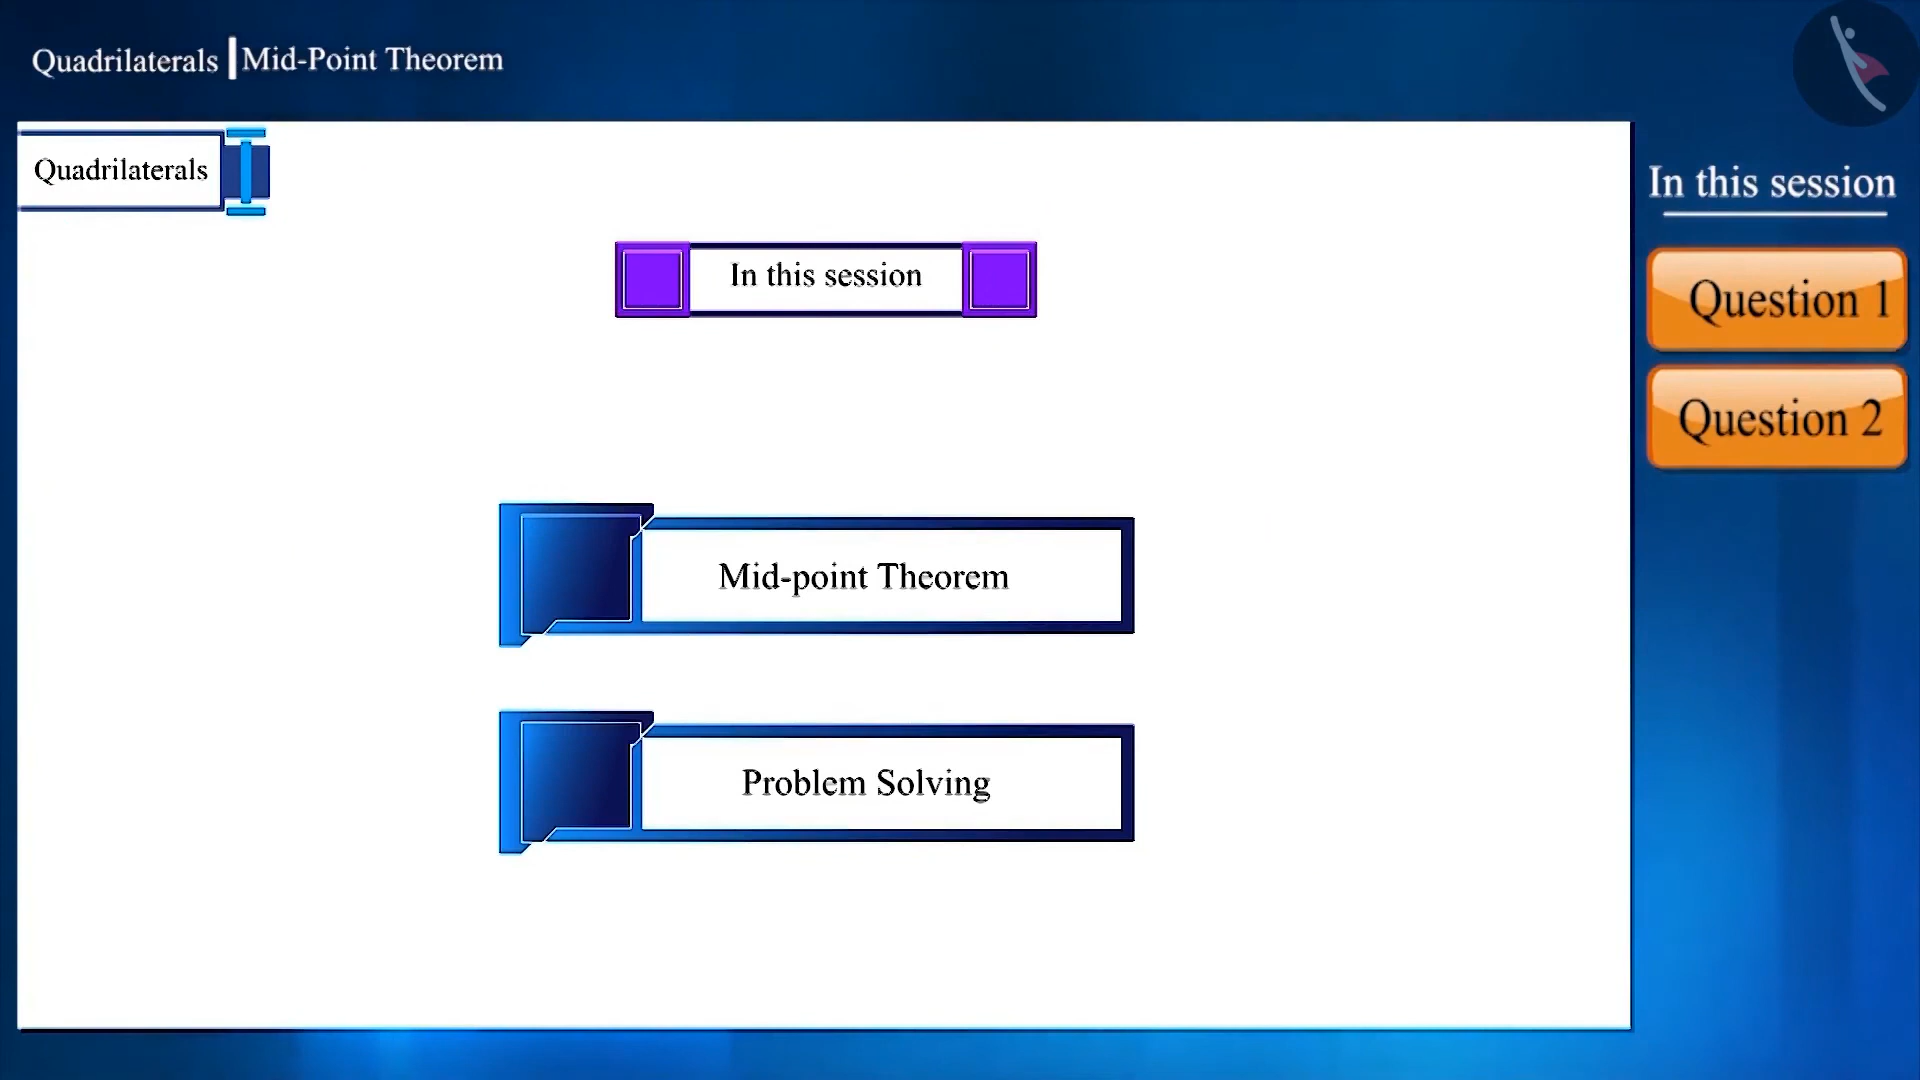 Quadrilaterals | Mid-Point Theorem
Quadrilaterals
In this session
Mid-point Theorem
Problem Solving
In this session
Question 1
Question 2